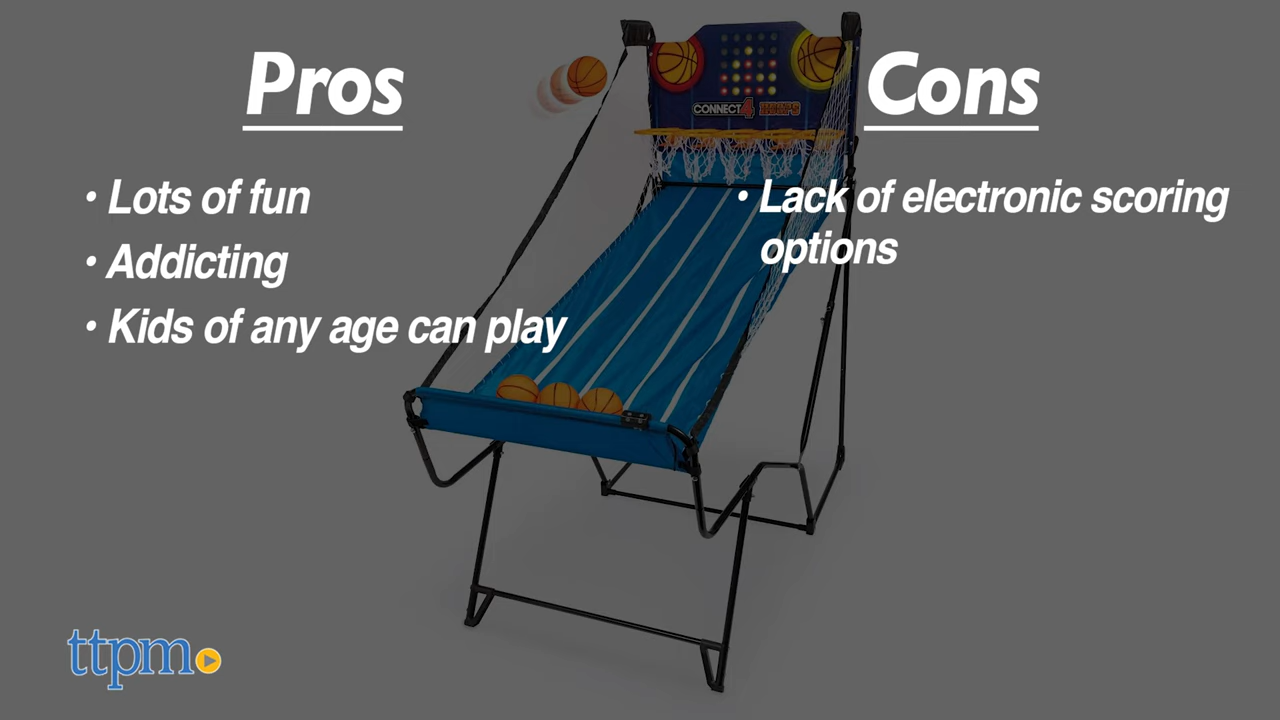 Pros
• Lots of fun
• Addicting
• Kids of any age can play
Cons
• Lack of electronic scoring
options
CONNECT 4 HOOPS
ttpm